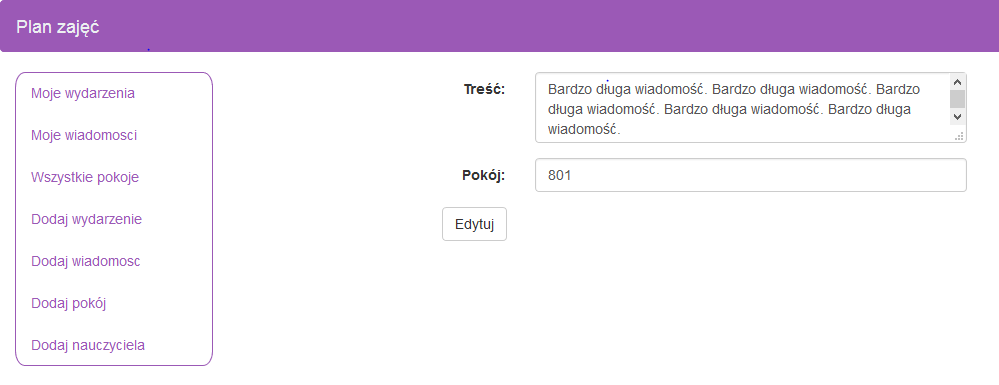 Plan zajęć
Moje wydarzenia
Moje wiadomosci
Wszystkie pokoje
Dodaj wydarzenie
Dodaj wiadomosc
Dodaj pokój
Dodaj nauczyciela
Treść:
Bardzo długa wiadomość. Bardzo długa wiadomość. Bardzo
długa wiadomość. Bardzo długa wiadomość. Bardzo długa
wiadomość.
Pokój:
801
Edytuj